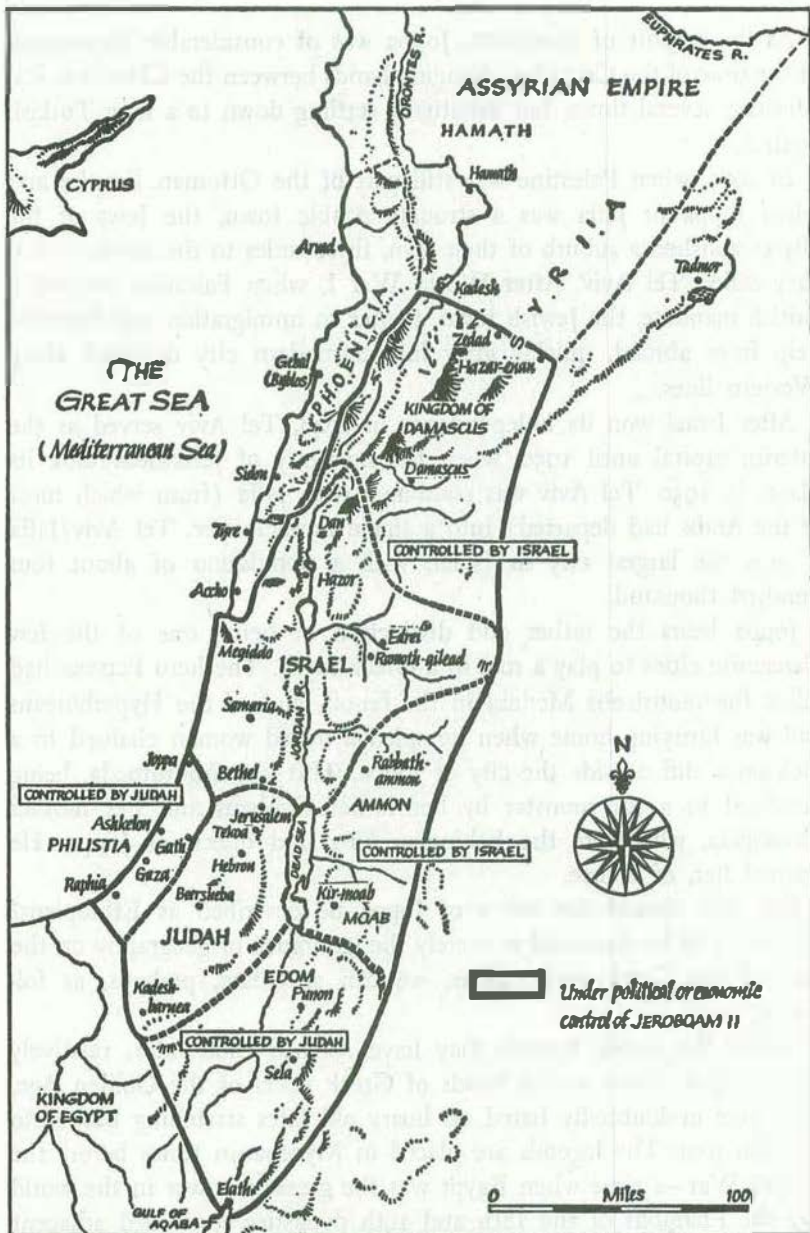 EUPHRATES R.
ORONTES R.
ASSYRIAN EMPIRE
HAMATH
CYPRUS
Hamath
Arvad
Tadmor
Kadesh
SYRIA
Zedad
Hazar-enan
PHOENICIA
Gebal
(Byblos)
THE
GREAT SEA
(Mediterranean Sea)
KINGDOM OF
DAMASCUS
Damascus
Sidon
Dan
Tyre
CONTROLLED BY ISRAEL
Hazor
Accho
Edrei
Megiddo
ISRAEL
Ramoth-gilead
Samaria
JORDAN R.
N
Joppa
Bethel
Rabbath-
ammon
CONTROLLED BY JUDAH
AMMON
Askkelon
Jerusalem
PHILISTIA
Gath
Tekoa
CONTROLLED BY ISRAEL
Gaza
Hebron
DEAD SEA
Raphia
Beersheba
Kir-moab
MOAB
JUDAH
EDOM
Punon
Kadesh
barnea
Under political or economic
control of JEROBOAM II
CONTROLLED BY JUDAH
Sela
KINGDOM
OF EGYPT
Elath
GULF OF
AQABA
0 Miles 100